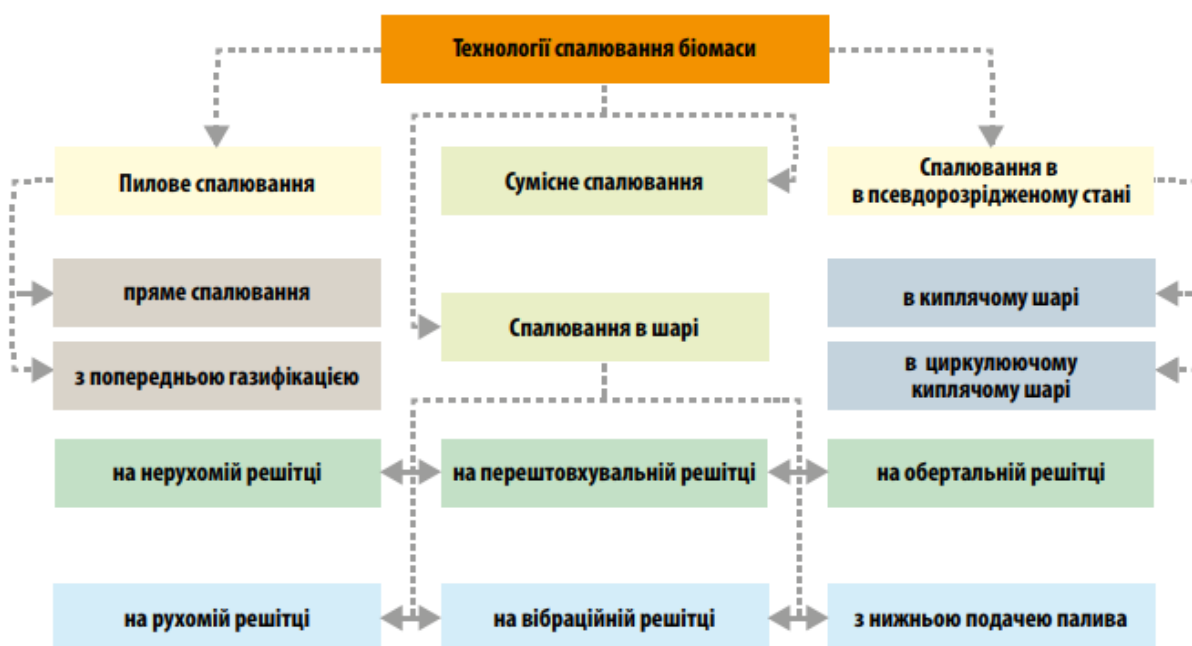 Технології спалювання біомаси
Пилове спалювання
Сумісне спалювання
Спалювання в
в псевдорозрідженому стані
пряме спалювання
в киплячому шарі
Спалювання в шарі
з попередньою газифікацією
в циркулюючому
киплячому шарі
на нерухомій решітці
на перештовхувальній решітці
на обертальній решітці
на рухомій решітці
на вібраційній решітці
з нижньою подачею палива